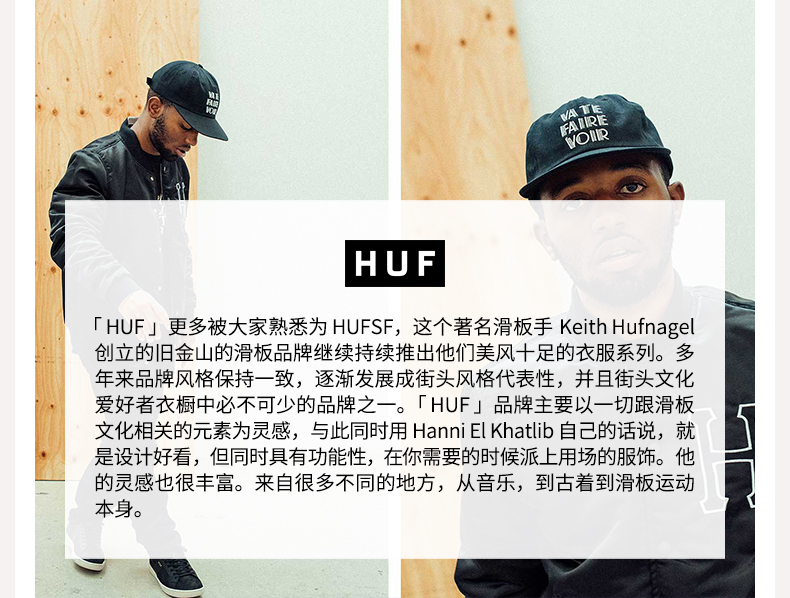 VATE
FAIRE
VOIR
VATE
FAIRE
VOIR
HUF
「HUF」更多被大家熟悉为 HUFSF，这个著名滑板手 Keith Hufnagel
创立的旧金山的滑板品牌继续持续推出他们美风十足的衣服系列。多
年来品牌风格保持一致，逐渐发展成街头风格代表性，并且街头文化
爱好者衣橱中必不可少的品牌之一。「HUF」品牌主要以一切跟滑板
文化相关的元素为灵感，与此同时用 Hanni El Khatlib 自己的话说，就
是设计好看，但同时具有功能性，在你需要的时候派上用场的服饰。他
的灵感也很丰富。来自很多不同的地方，从音乐，到古着到滑板运动
本身。
H